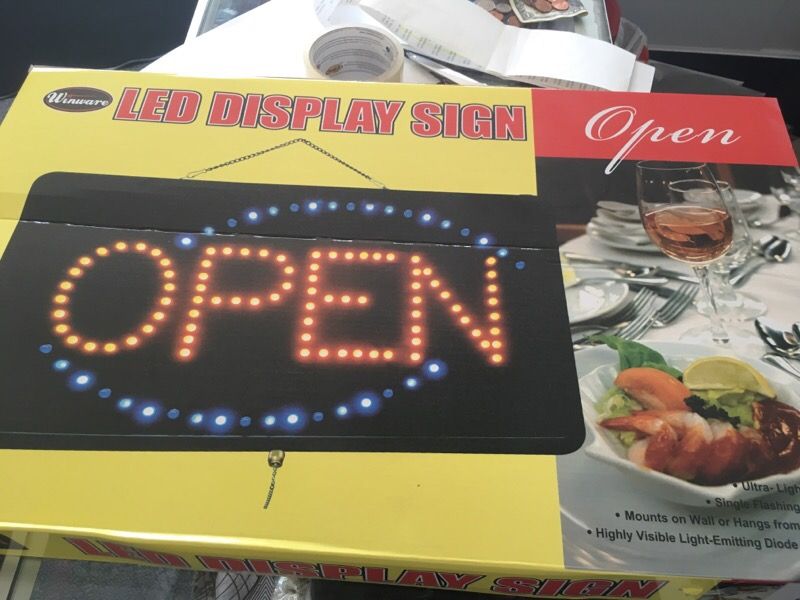 Winware
LED DISPLAY SIGN
Open
OPEN
• Ultra-Ligh
• Single Flashing
• Mounts on Wall or Hangs from
• Highly Visible Light-Emitting Diode
LED DISPLAY SIGN